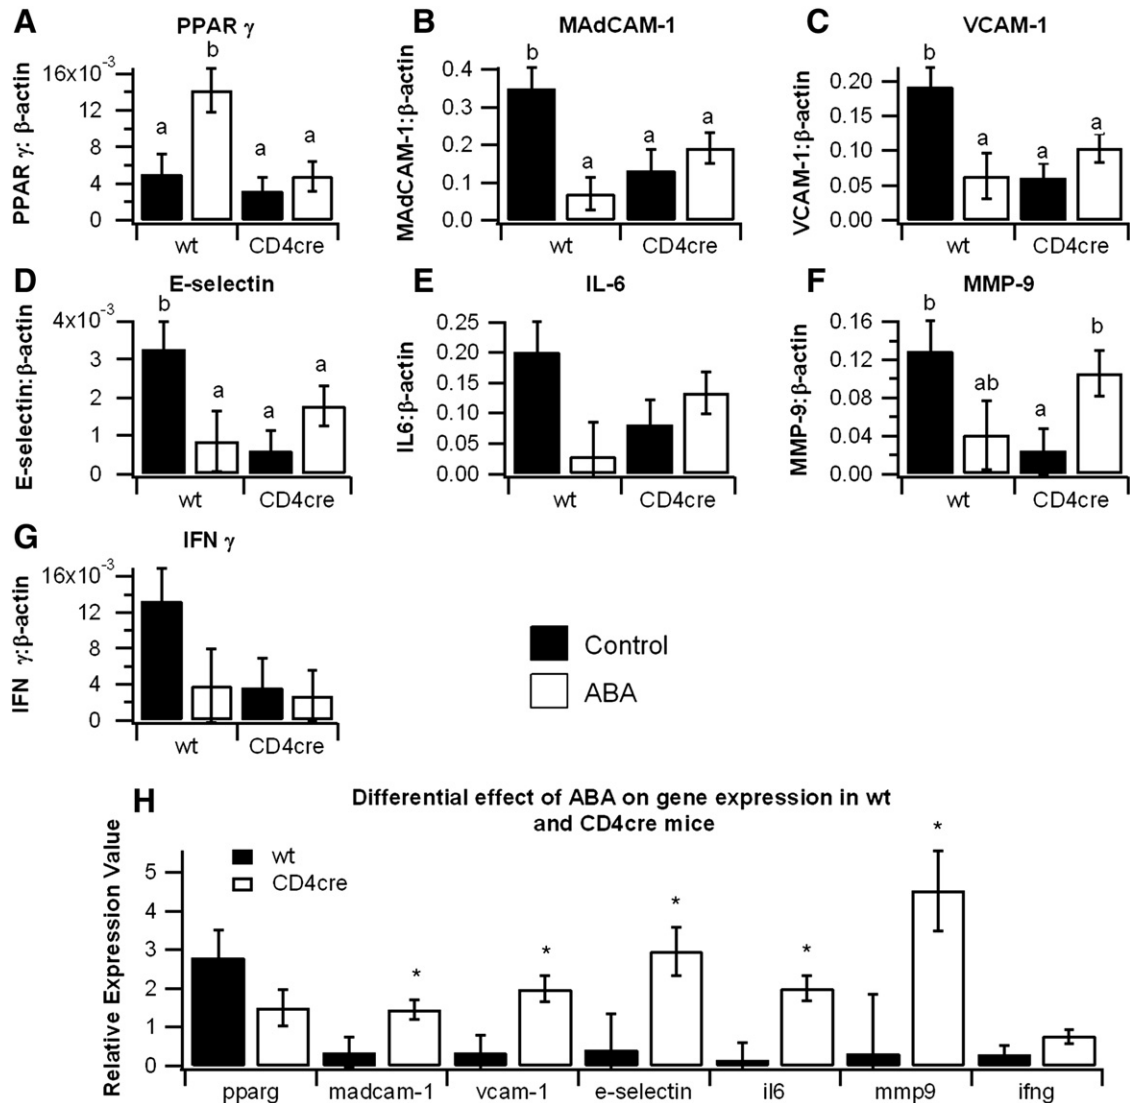 A
PPAR γ
PPAR γ: β-actin
16x10⁻³
12
8
4
0
a
b
a
a
wt
CD4cre
B
MAdCAM-1
MAdCAM-1:β-actin
0.4
0.3
0.2
0.1
0.0
b
a
a
a
wt
CD4cre
C
VCAM-1
VCAM-1:β-actin
0.20
0.15
0.10
0.05
0.00
b
a
a
a
wt
CD4cre
D
E-selectin
E-selectin:β-actin
4x10⁻³
3
2
1
0
b
a
a
a
wt
CD4cre
E
IL-6
IL6:β-actin
0.25
0.20
0.15
0.10
0.05
0.00
wt
CD4cre
F
MMP-9
MMP-9:β-actin
0.16
0.12
0.08
0.04
0.00
b
ab
a
b
wt
CD4cre
G
IFN γ
IFN γ:β-actin
16x10⁻³
12
8
4
0
wt
CD4cre
Control
ABA
H
Differential effect of ABA on gene expression in wt
and CD4cre mice
Relative Expression Value
wt
CD4cre
5
4
3
2
1
0
*
*
*
*
*
pparg
madcam-1
vcam-1
e-selectin
il6
mmp9
ifng